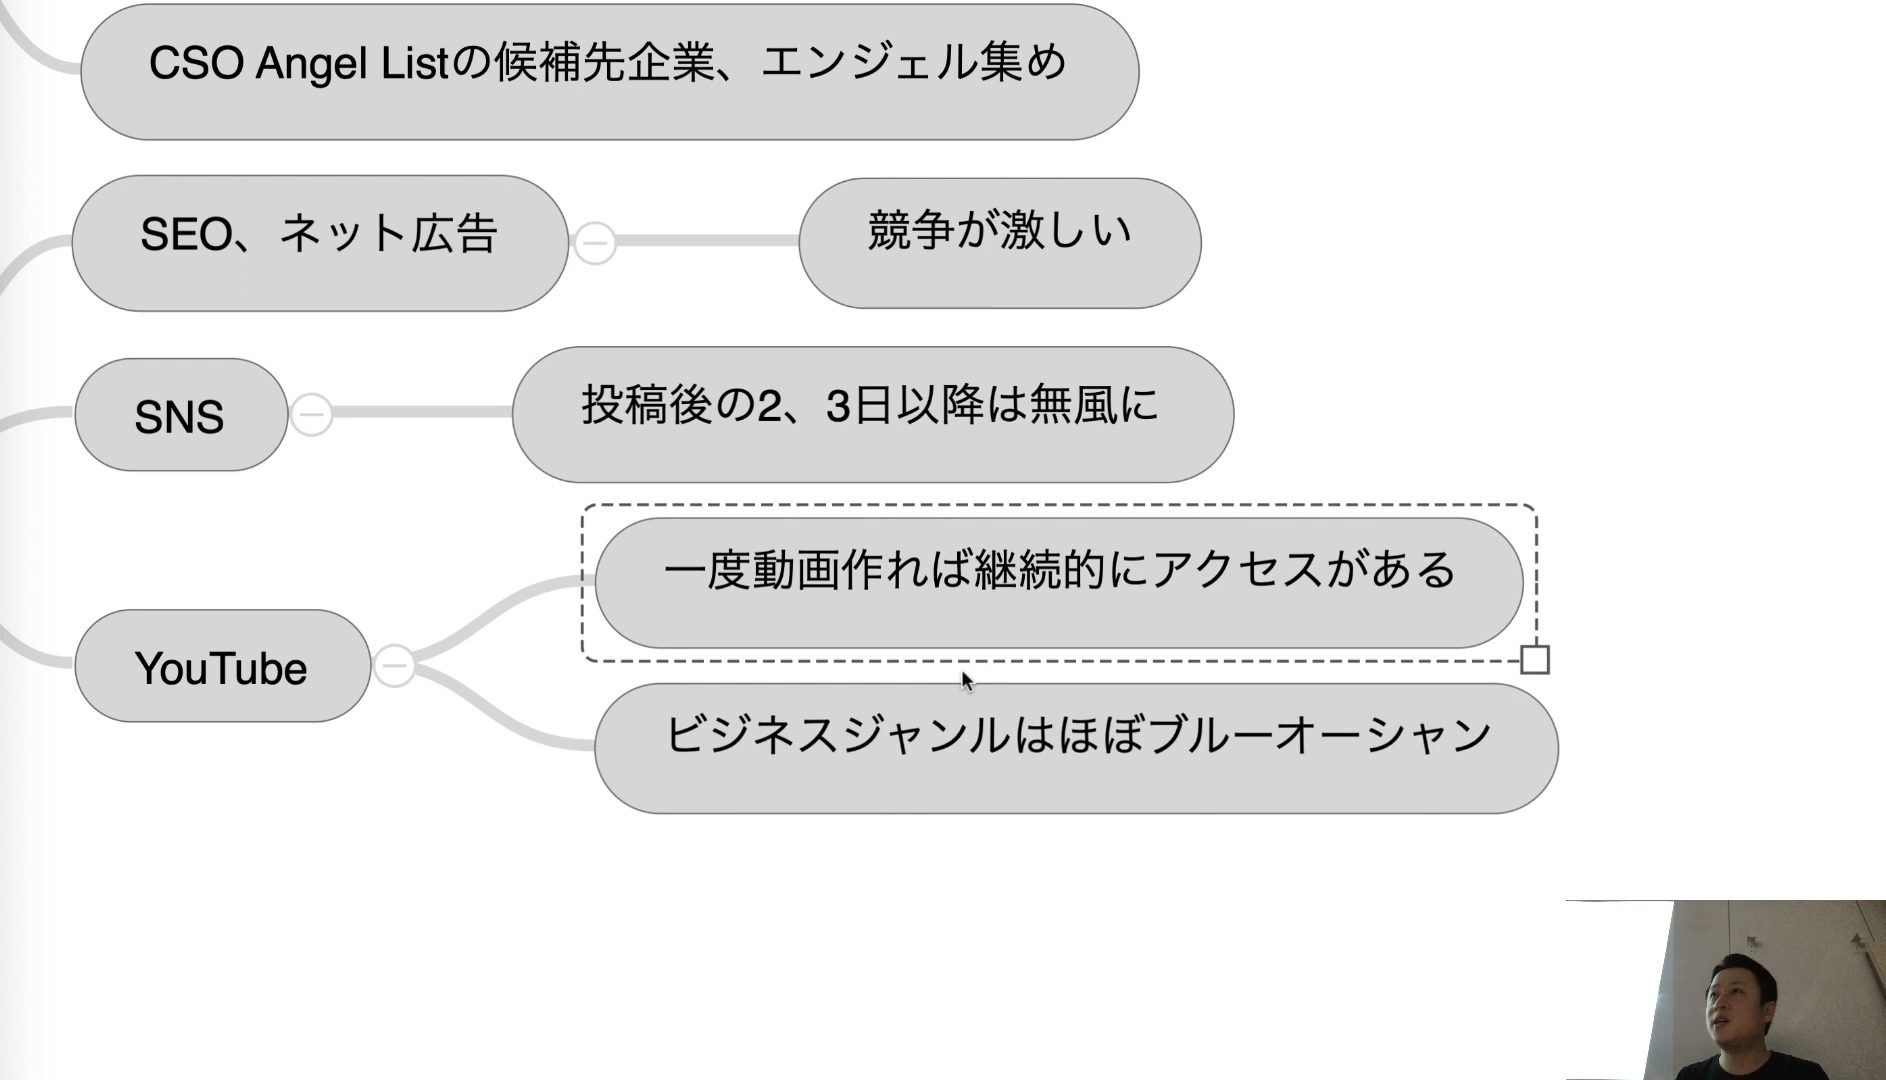 CSO Angel Listの候補先企業、エンジェル集め
SEO、ネット広告
競争が激しい
SNS
投稿後の2、3日以降は無風に
YouTube
一度動画作れば継続的にアクセスがある
ビジネスジャンルはほぼブルーオーシャン